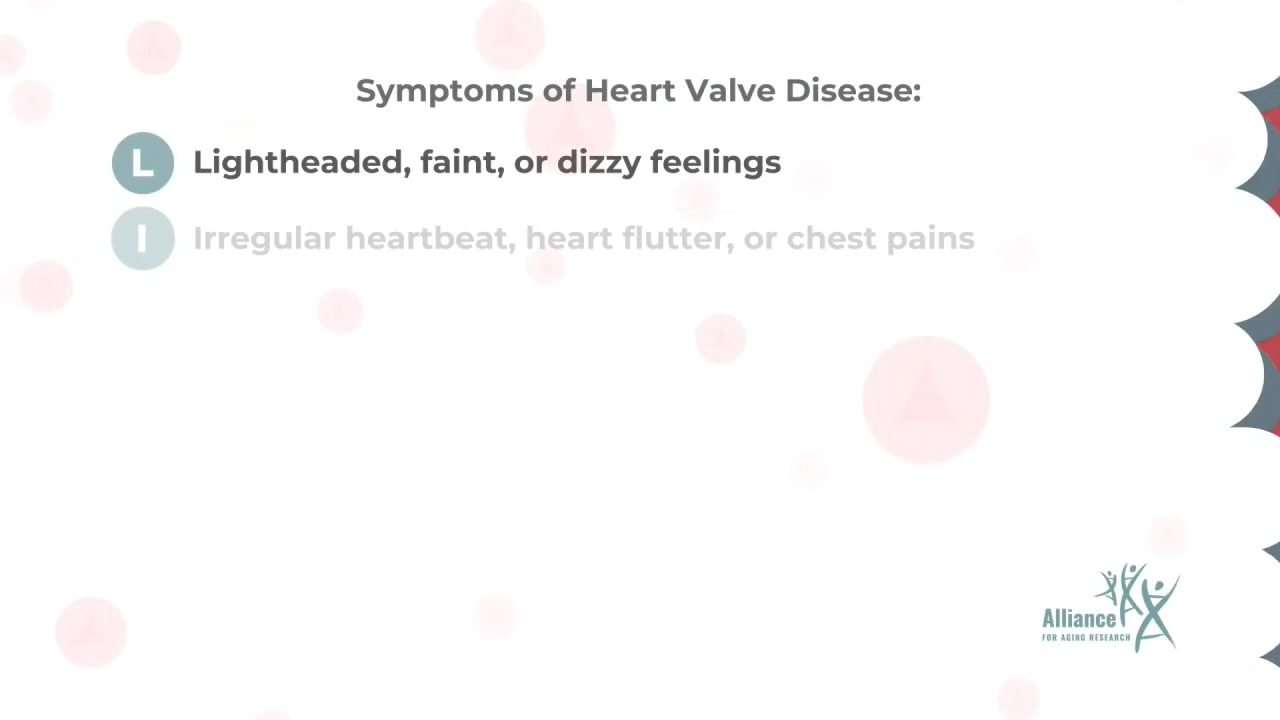 Symptoms of Heart Valve Disease:
L Lightheaded, faint, or dizzy feelings
I Irregular heartbeat, heart flutter, or chest pains
Alliance
FOR AGING RESEARCH